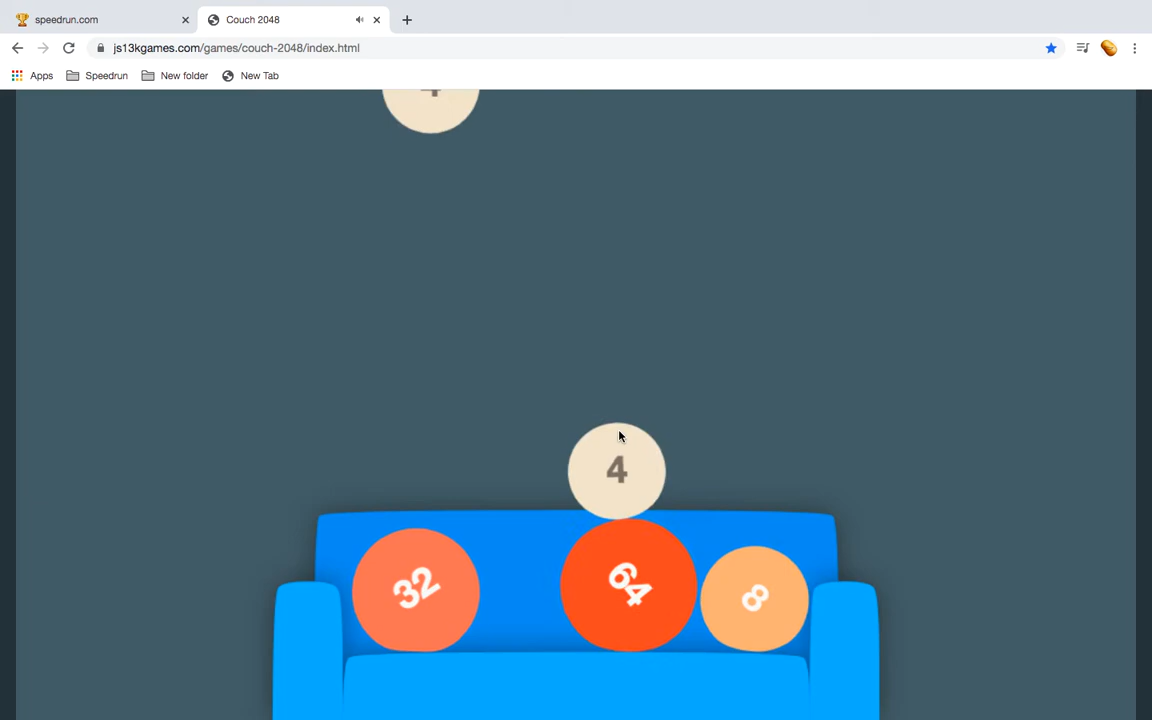 speedrun.com
Couch 2048
js13kgames.com/games/couch-2048/index.html
Apps
Speedrun
New folder
New Tab
4
4
32
64
8